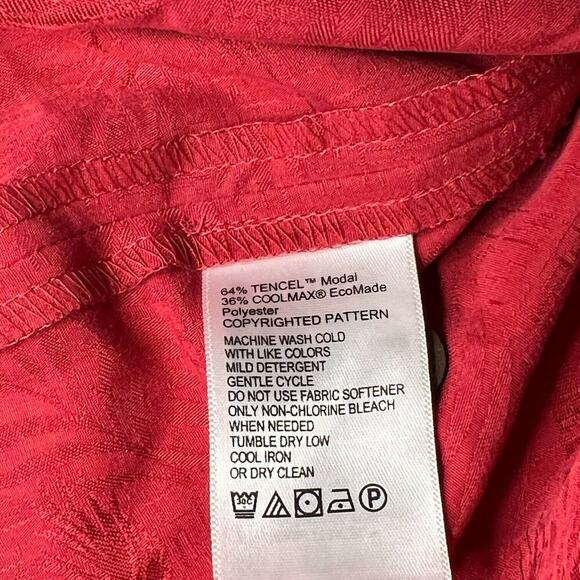 64% TENCEL™ Modal
36% COOLMAX® EcoMade
Polyester
COPYRIGHTED PATTERN
MACHINE WASH COLD
WITH LIKE COLORS
MILD DETERGENT
GENTLE CYCLE
DO NOT USE FABRIC SOFTENER
ONLY NON-CHLORINE BLEACH
WHEN NEEDED
TUMBLE DRY LOW
COOL IRON
OR DRY CLEAN
30C P